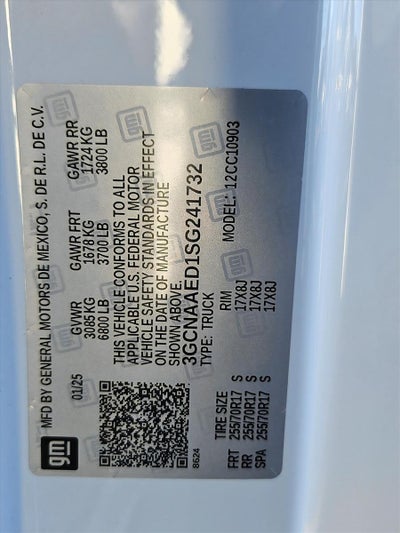 MFD BY GENERAL MOTORS DE MEXICO, S. DE R.L. DE C.V.
01/25 GVWR GAWR FRT GAWR RR
3085 KG 1678 KG 1724 KG
6800 LB 3700 LB 3800 LB
THIS VEHICLE CONFORMS TO ALL
APPLICABLE U.S. FEDERAL MOTOR
VEHICLE SAFETY STANDARDS IN EFFECT
ON THE DATE OF MANUFACTURE
SHOWN ABOVE.
3GCNAAED1SG241732
TYPE: TRUCK MODEL: 12CC10903
gm
8624
TIRE SIZE RIM
FRT 255/70R17 S 17X8J
RR 255/70R17 S 17X8J
SPA 255/70R17 S 17X8J